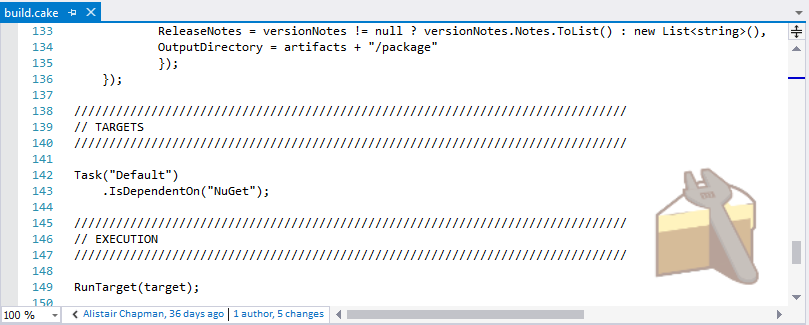 build.cake
133 ReleaseNotes = versionNotes != null ? versionNotes.Notes.ToList() : new List<string>(),
134 OutputDirectory = artifacts + "/package"
135 });
136 });
137
138 ///////////////////////////////////////////////////////////////////////////////
139 // TARGETS
140 ///////////////////////////////////////////////////////////////////////////////
141
142 Task("Default")
143 .IsDependentOn("NuGet");
144
145 ///////////////////////////////////////////////////////////////////////////////
146 // EXECUTION
147 ///////////////////////////////////////////////////////////////////////////////
148
149 RunTarget(target);
150
100 % Alistair Chapman, 36 days ago | 1 author, 5 changes